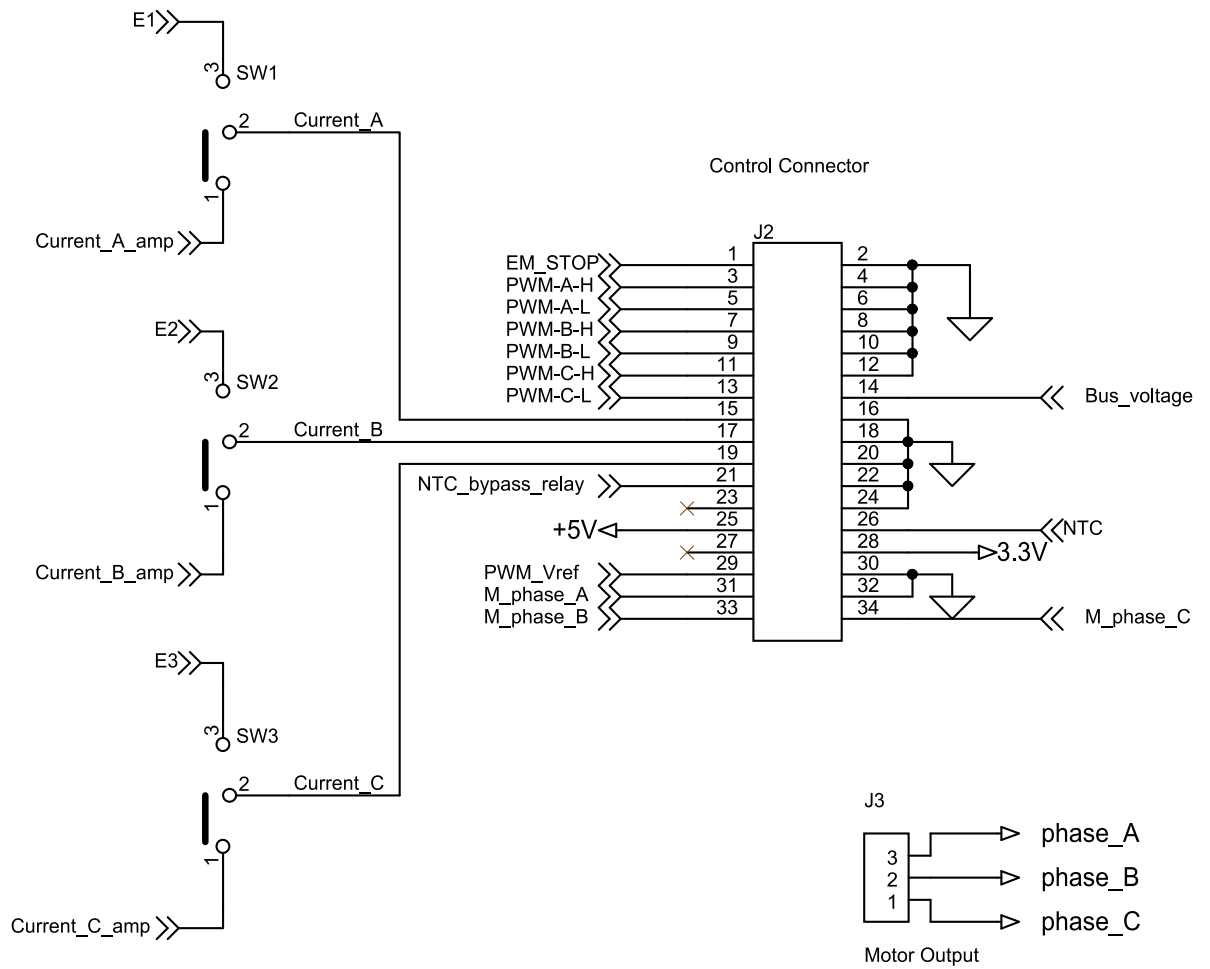 E1
3
SW1
2
Current_A
1
Current_A_amp
E2
3
SW2
2
Current_B
1
Current_B_amp
E3
3
SW3
2
Current_C
1
Current_C_amp
Control Connector
J2
EM_STOP 1 2
PWM-A-H 3 4
PWM-A-L 5 6
PWM-B-H 7 8
PWM-B-L 9 10
PWM-C-H 11 12
PWM-C-L 13 14 Bus_voltage
15 16
17 18
19 20
NTC_bypass_relay 21 22
23 24
+5V 25 26 NTC
27 28 3.3V
PWM_Vref 29 30
M_phase_A 31 32
M_phase_B 33 34 M_phase_C
J3
3 phase_A
2 phase_B
1 phase_C
Motor Output